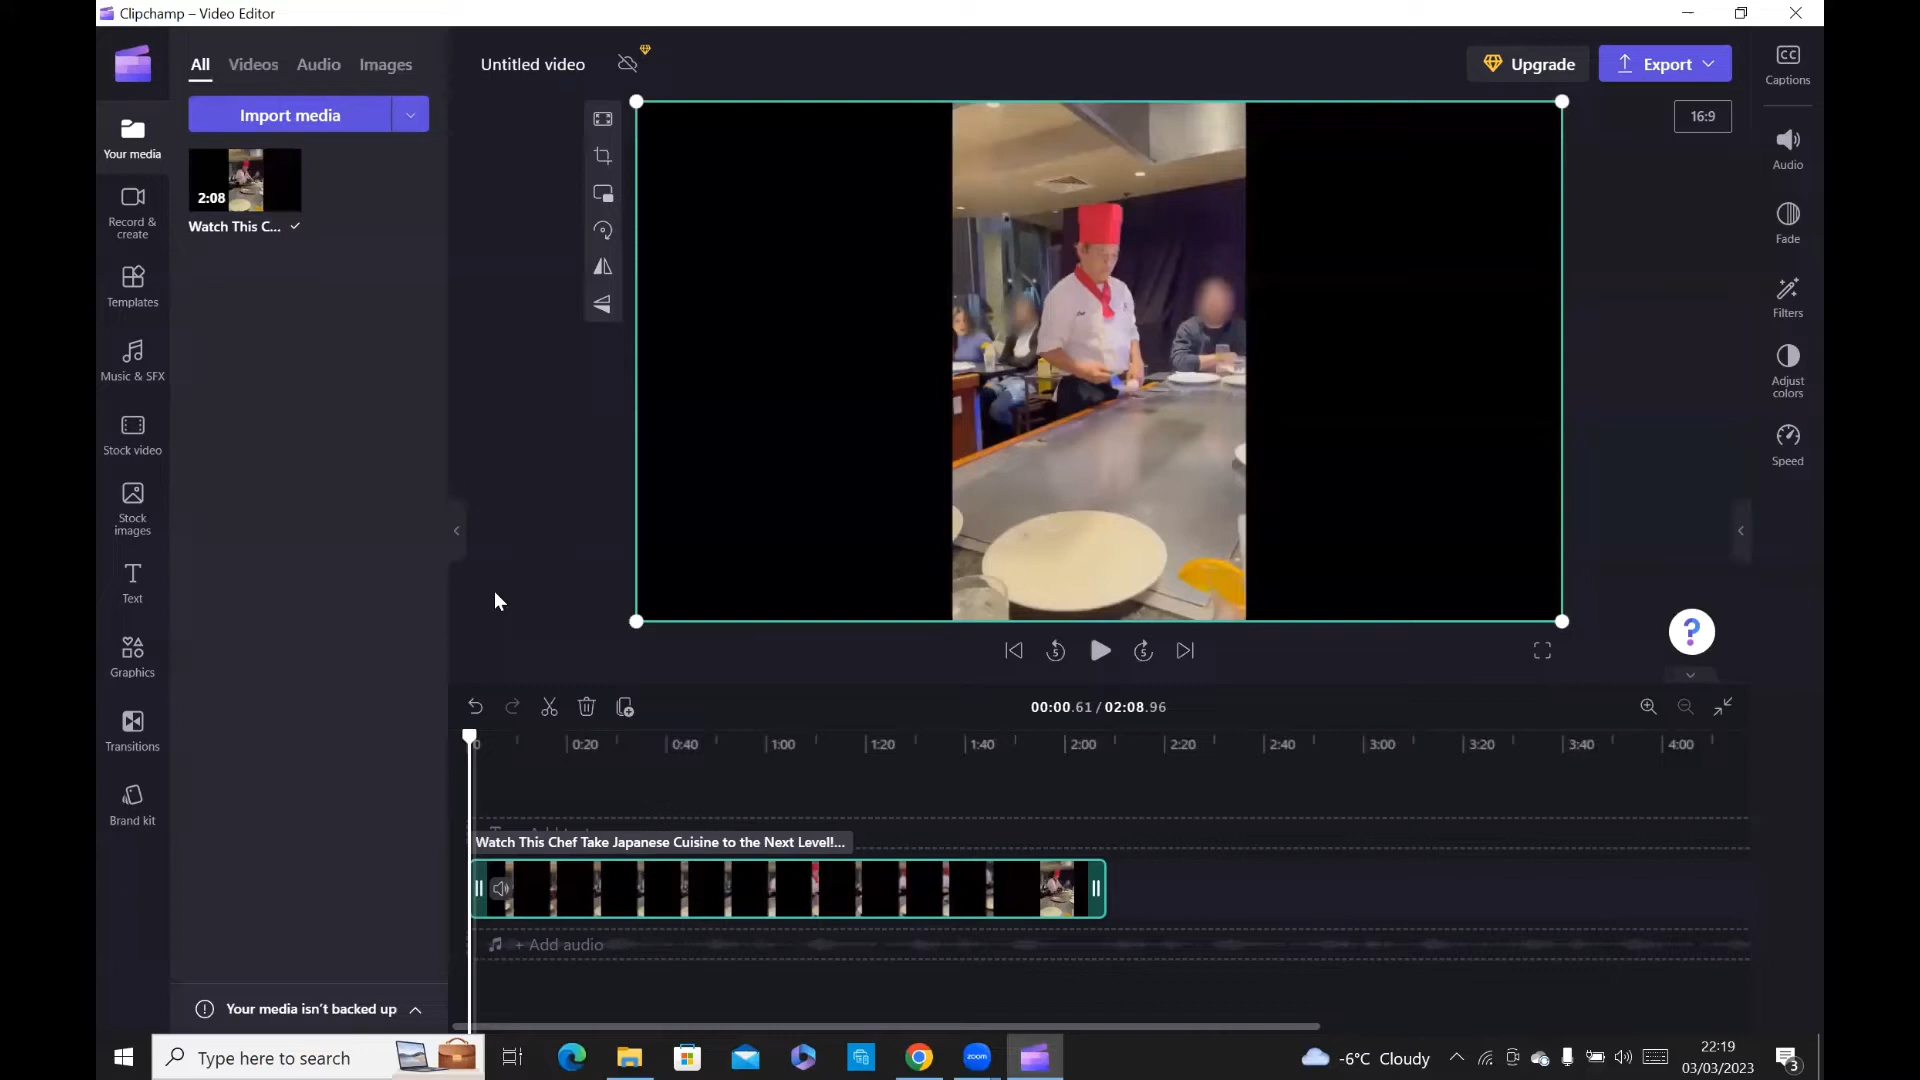 Clipchamp – Video Editor
All Videos Audio Images
Untitled video
Upgrade
Export
CC
Captions
Import media
16:9
Your media
2:08
Watch This C...
Audio
Record &
create
Fade
Templates
Filters
Music & SFX
Adjust
colors
Stock video
Speed
Stock
images
Text
?
Graphics
5
5
00:00.61 / 02:08.96
Transitions
0 0:20 0:40 1:00 1:20 1:40 2:00 2:20 2:40 3:00 3:20 3:40 4:00
Brand kit
Watch This Chef Take Japanese Cuisine to the Next Level!...
+ Add audio
Your media isn't backed up
Type here to search
zoom
-6°C Cloudy
22:19
03/03/2023
3